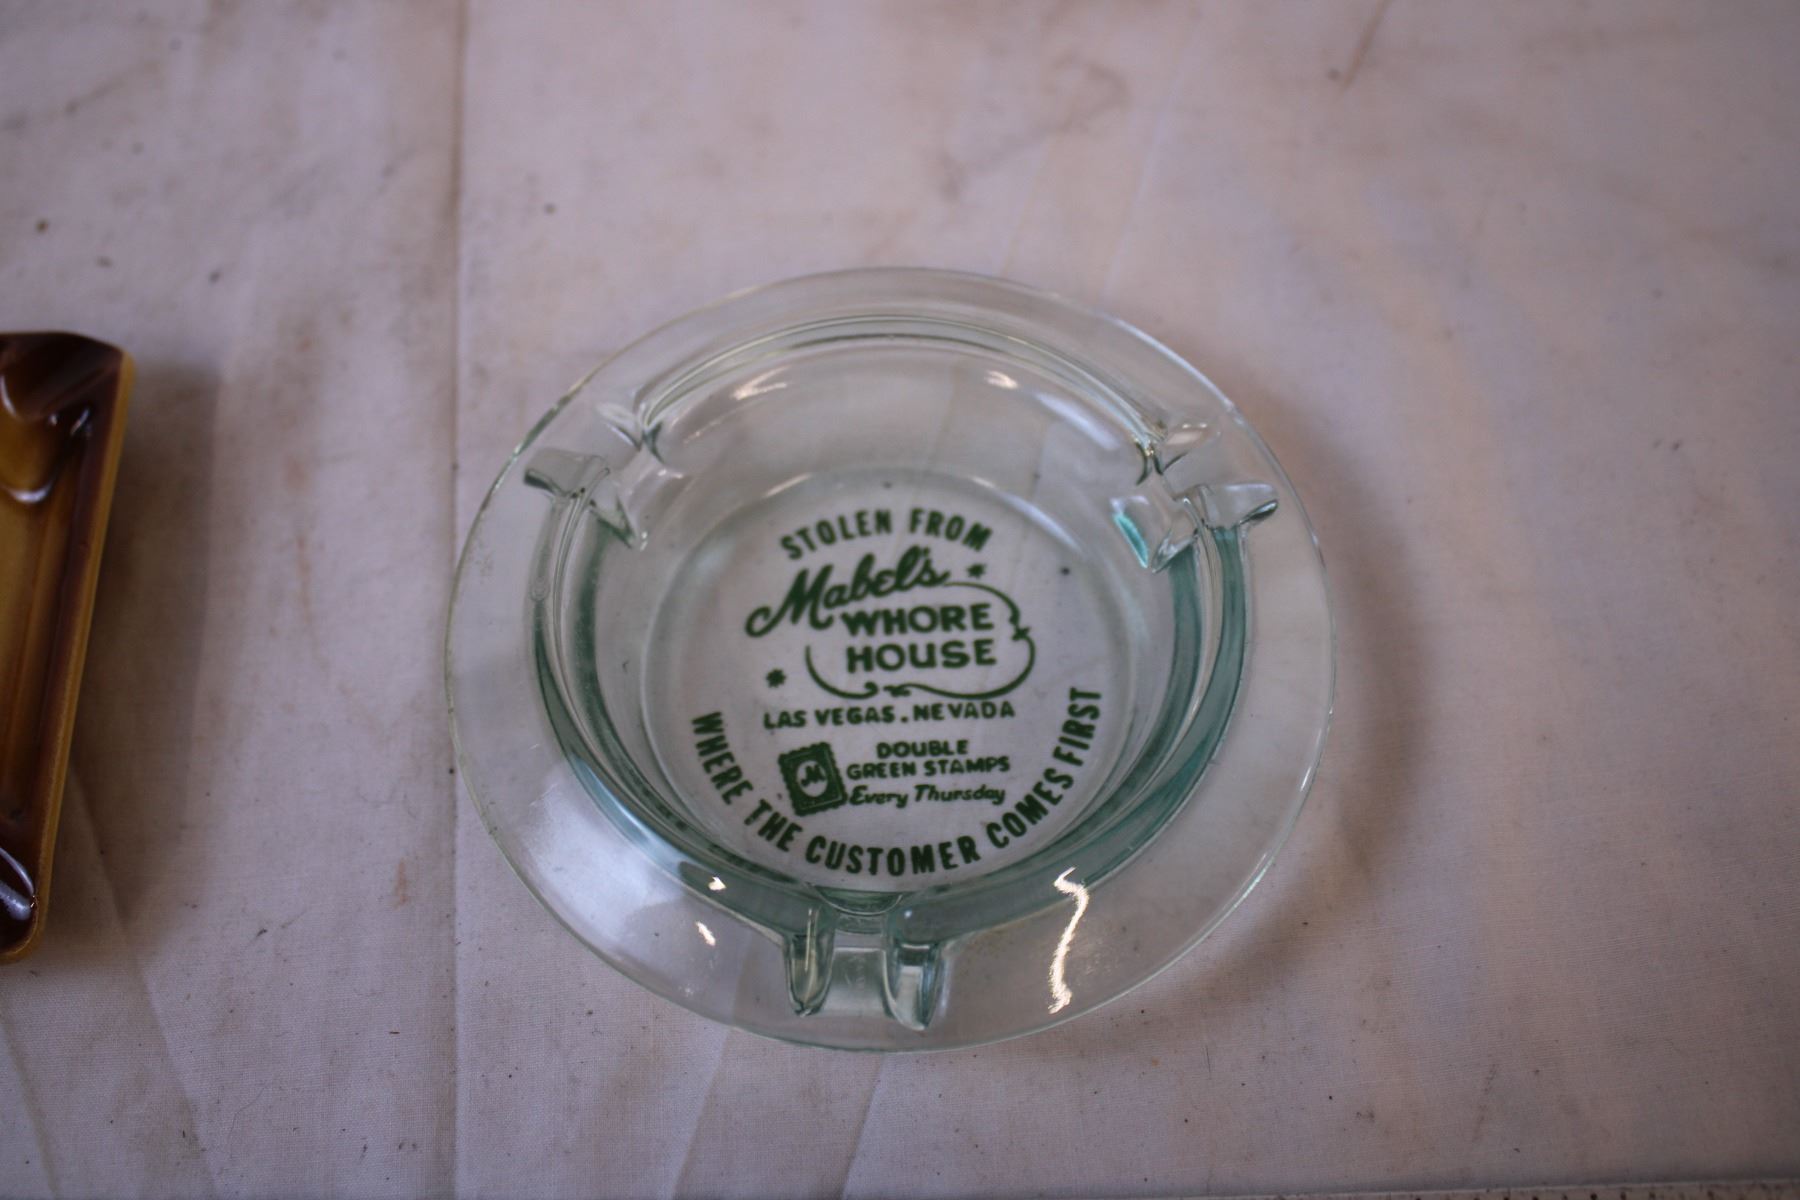 STOLEN FROM
Mabel's
WHORE
HOUSE
LAS VEGAS. NEVADA
M
DOUBLE
GREEN STAMPS
Every Thursday
WHERE THE CUSTOMER COMES FIRST